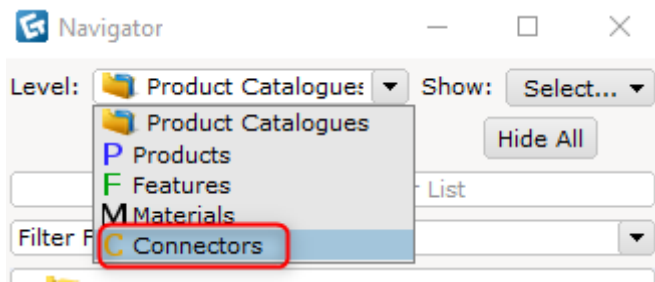 Navigator
Level: Product Catalogues Show: Select...
Product Catalogues
Hide All
P Products
F Features
List
M Materials
Filter F
C Connectors